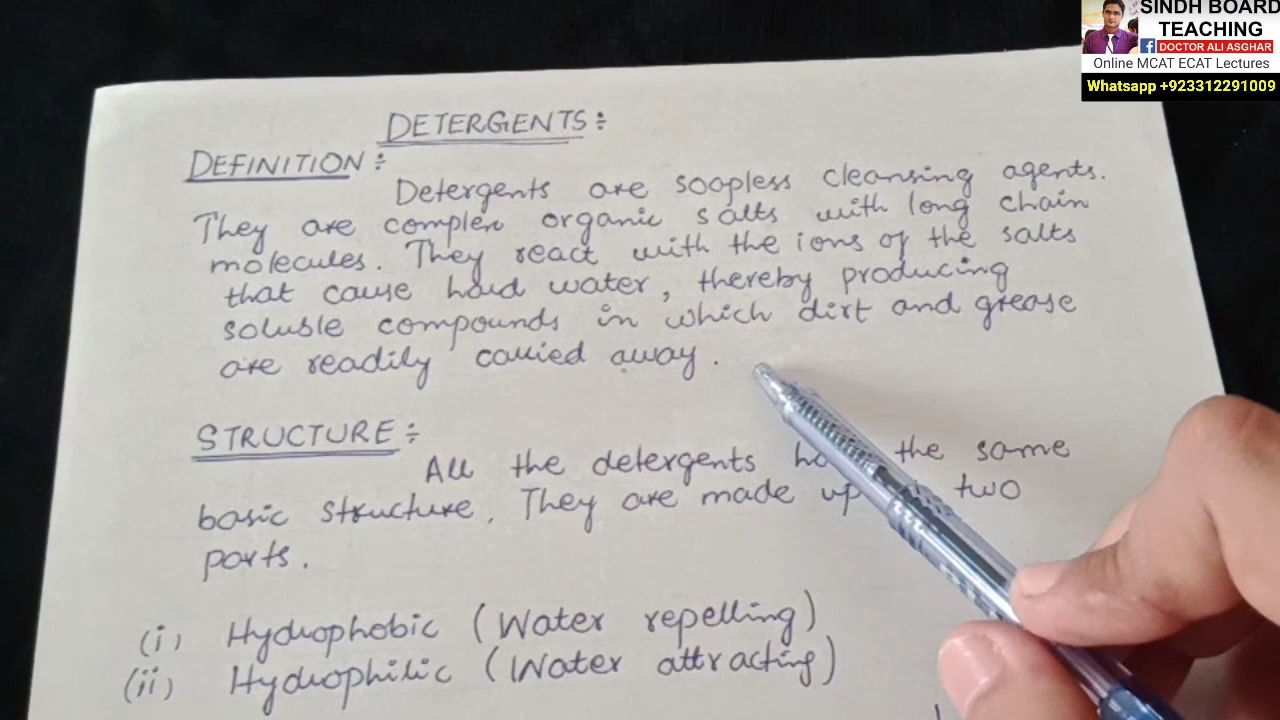 SINDH BOARD
TEACHING
DOCTOR ALI ASGHAR
Online MCAT ECAT Lectures
Whatsapp +923312291009
DETERGENTS:
DEFINITION:
Detergents are soapless cleansing agents.
They are complex organic salts with long chain
molecules. They react with the ions of the salts
that cause hard water, thereby producing
soluble compounds in which dirt and grease
are readily carried away.
STRUCTURE:
All the detergents the same
basic structure. They are made up two
parts.
(i) Hydrophobic (Water repelling)
(ii) Hydrophilic (Water attracting)